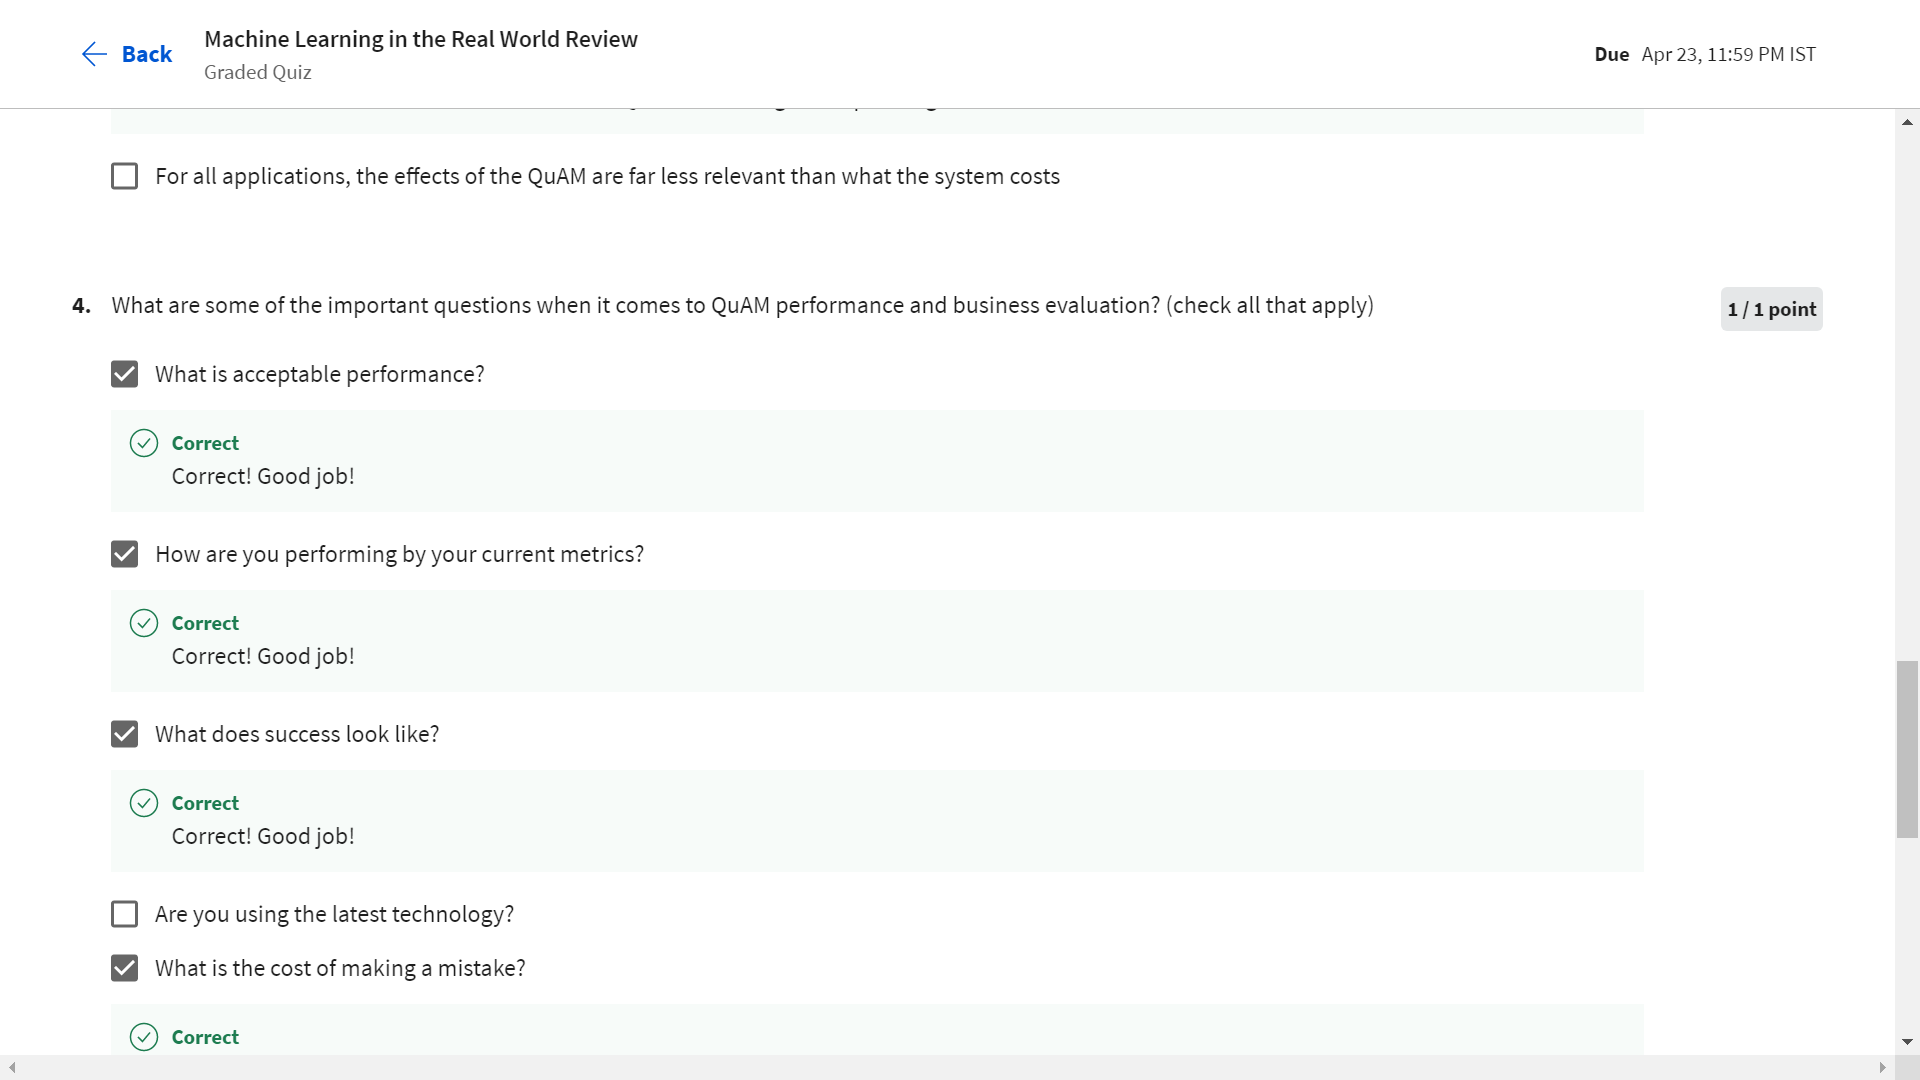 Back
Machine Learning in the Real World Review
Graded Quiz
Due Apr 23, 11:59 PM IST
For all applications, the effects of the QuAM are far less relevant than what the system costs
4. What are some of the important questions when it comes to QuAM performance and business evaluation? (check all that apply)
1 / 1 point
What is acceptable performance?
Correct
Correct! Good job!
How are you performing by your current metrics?
Correct
Correct! Good job!
What does success look like?
Correct
Correct! Good job!
Are you using the latest technology?
What is the cost of making a mistake?
Correct